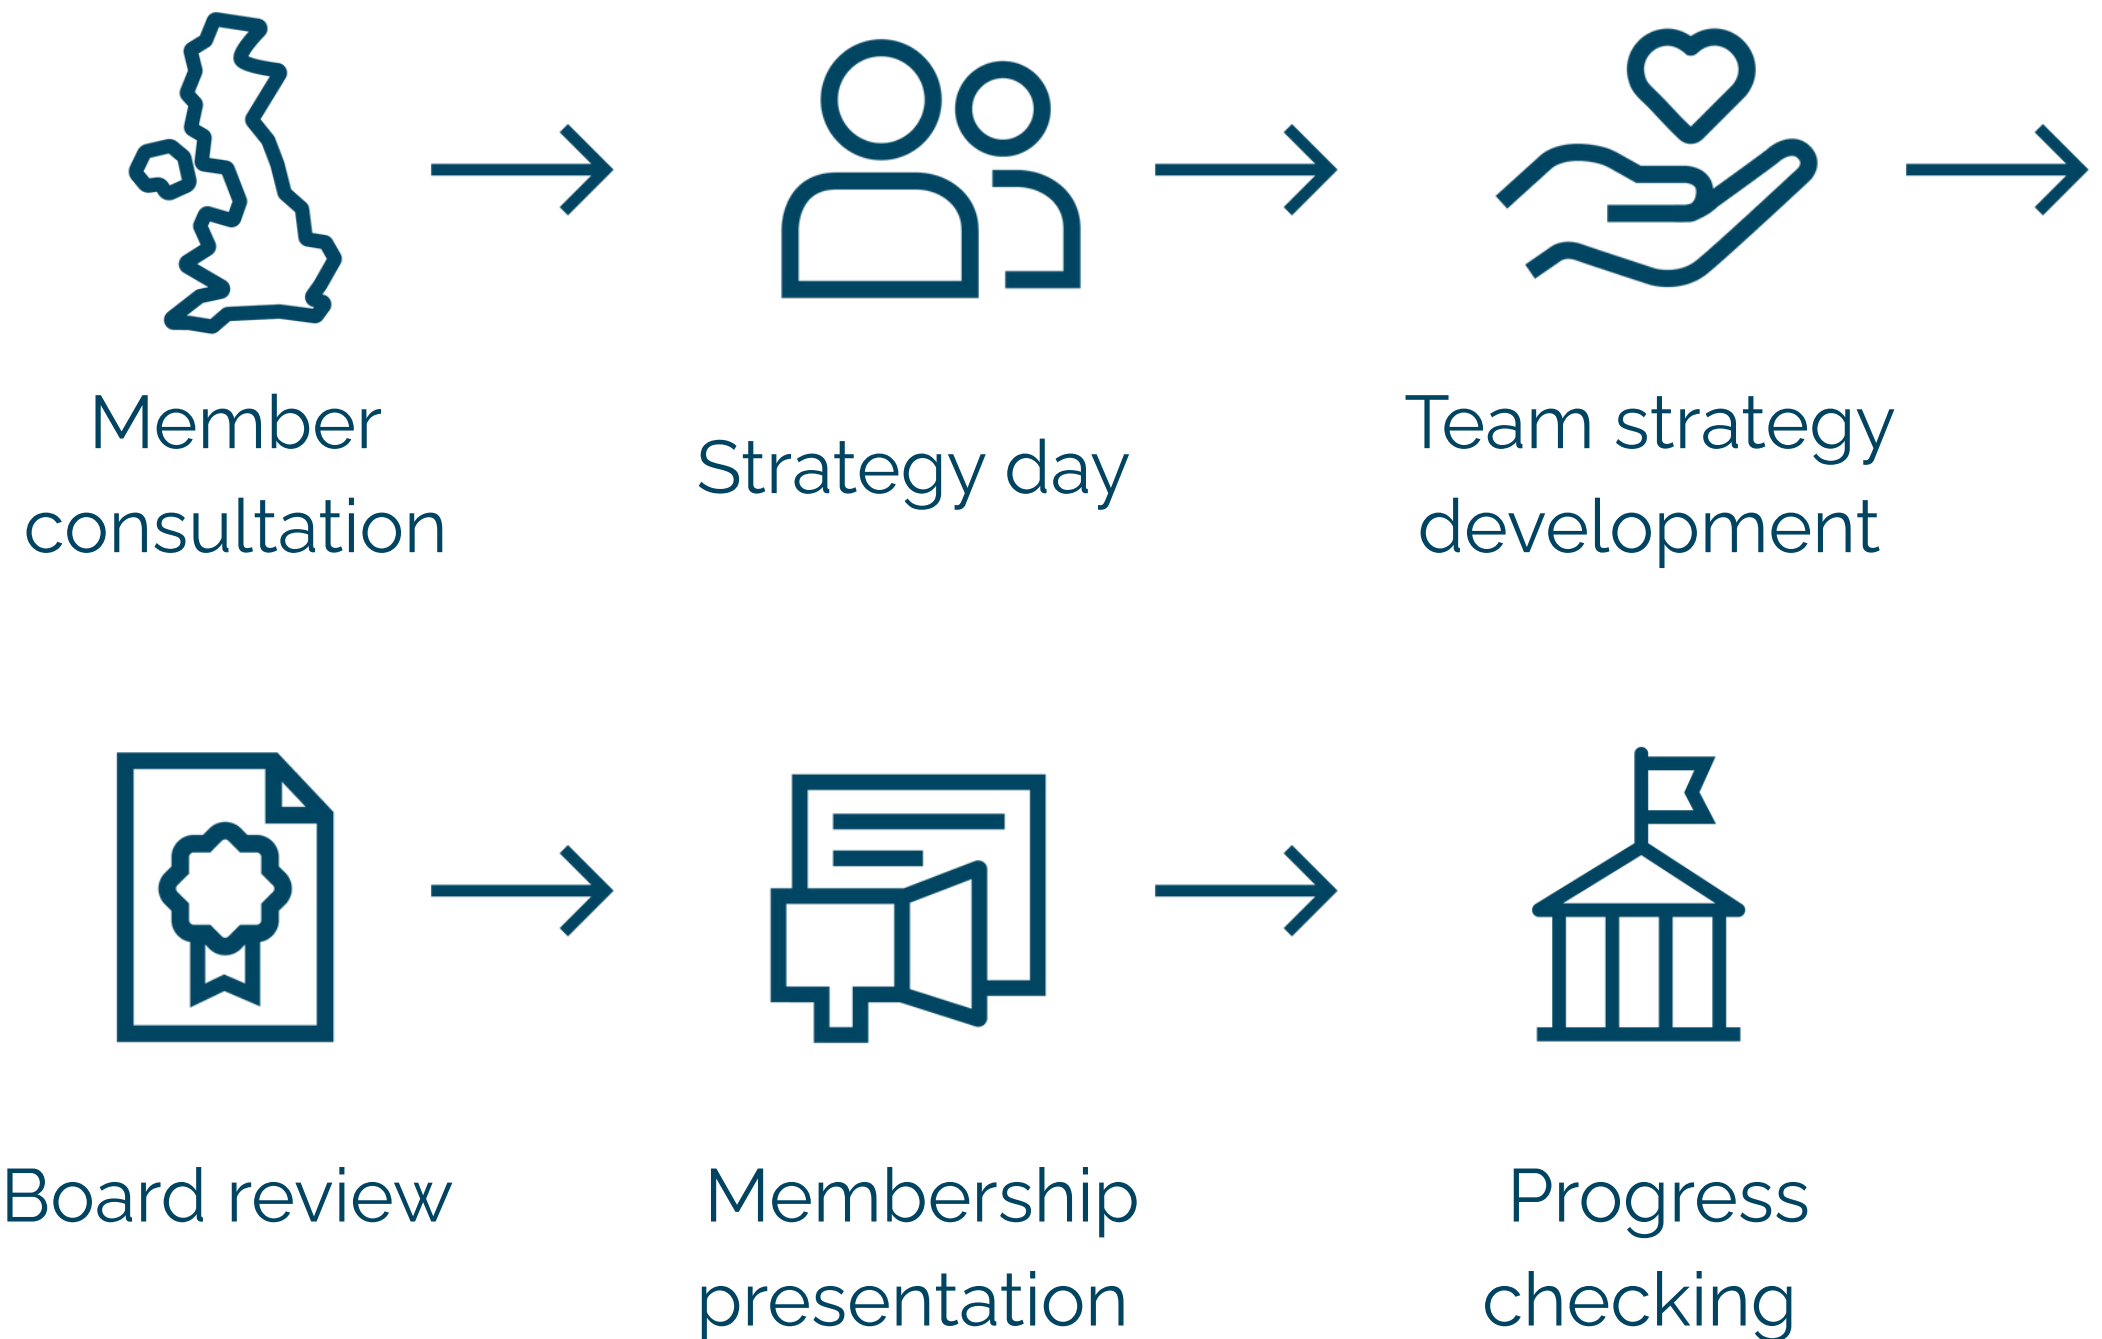 Member
consultation
Strategy day
Team strategy
development
Board review
Membership
presentation
Progress
checking